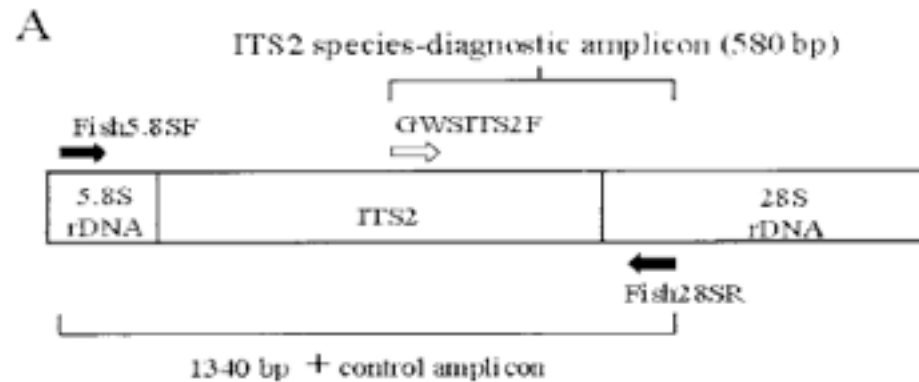 A
ITS2 species-diagnostic amplicon (580 bp)
Fish5.8SF
GWSITS2F
5.8S
rDNA
ITS2
28S
rDNA
Fish28SR
1340 bp + control amplicon